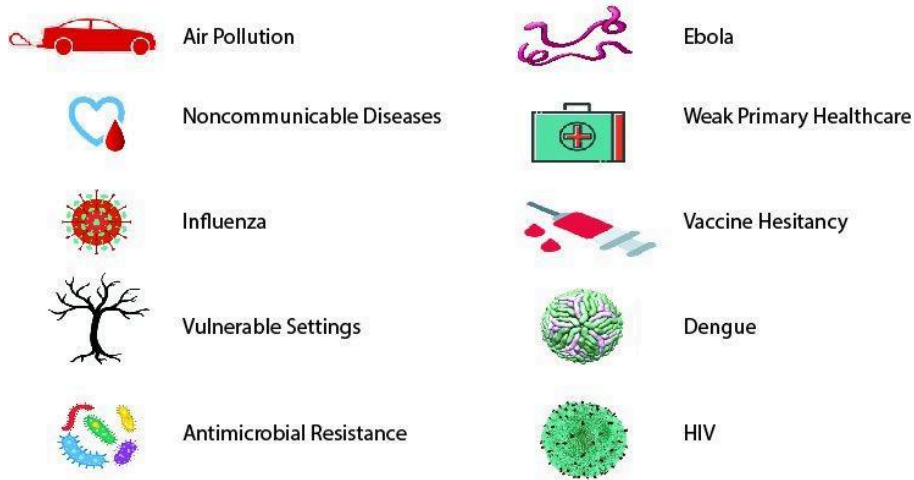 Air Pollution
Noncommunicable Diseases
Influenza
Vulnerable Settings
Antimicrobial Resistance
Ebola
Weak Primary Healthcare
Vaccine Hesitancy
Dengue
HIV